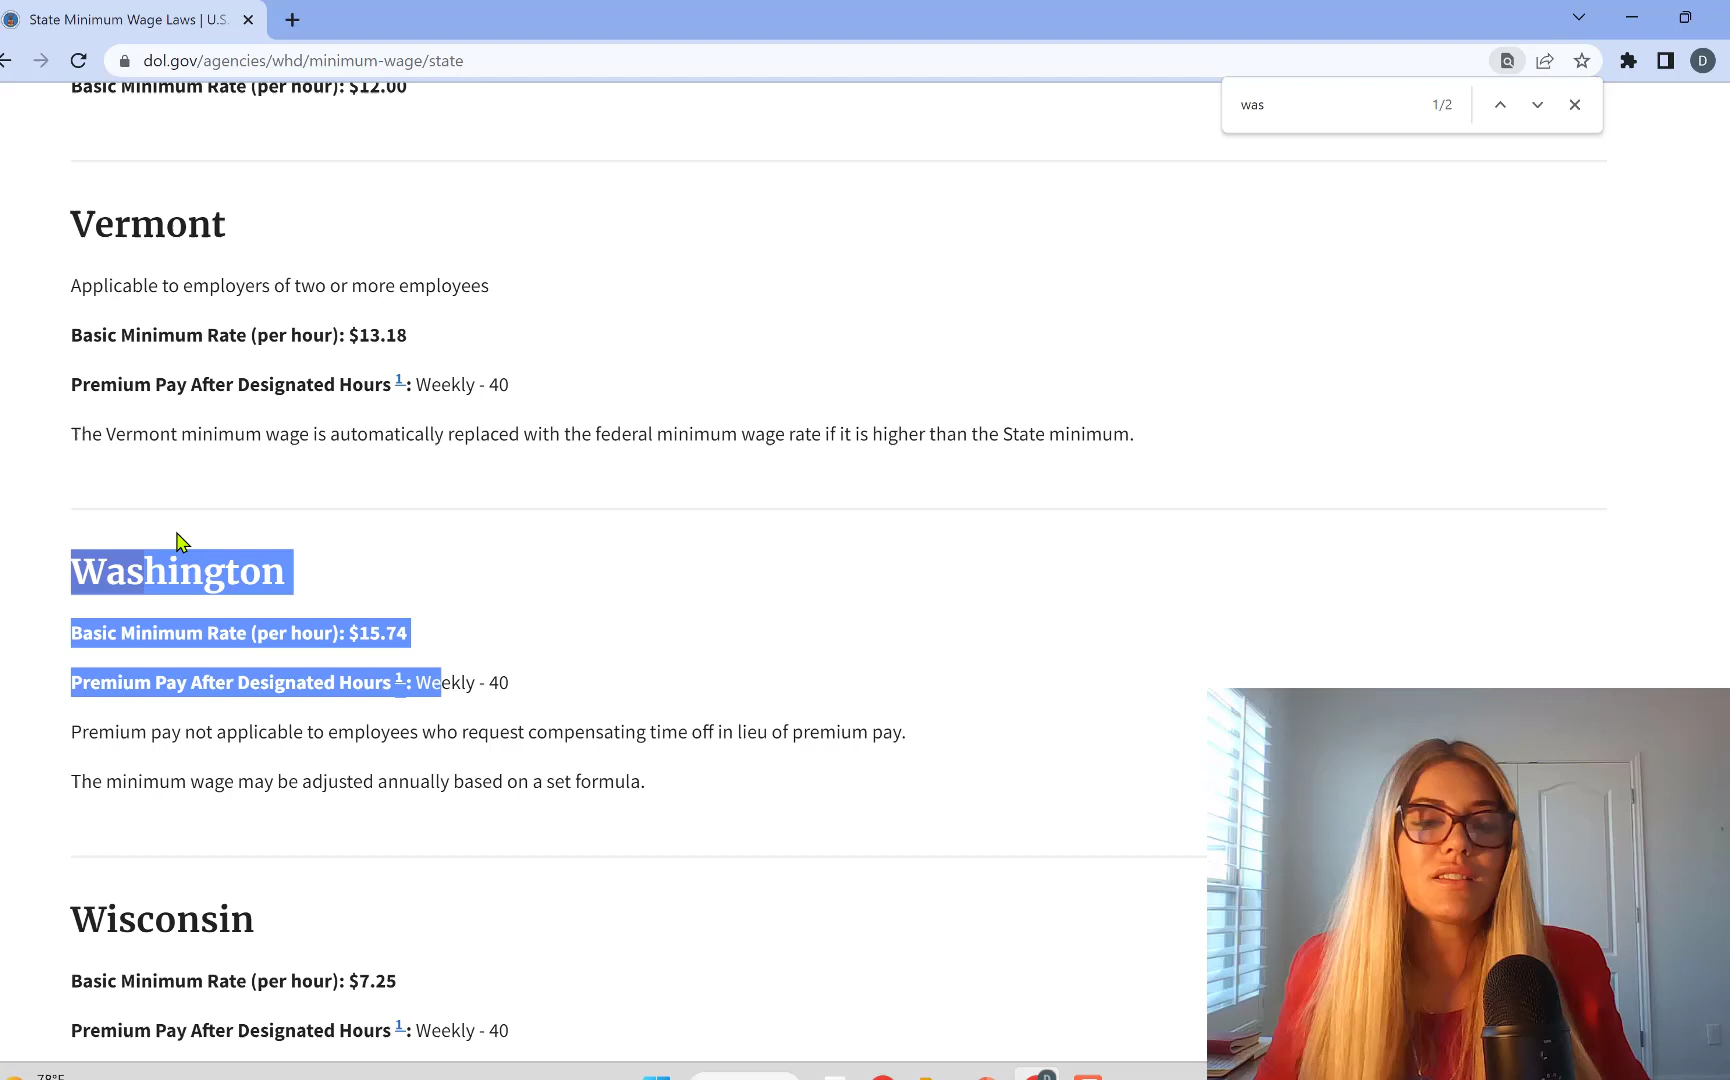 State Minimum Wage Laws | U.S.
dol.gov/agencies/whd/minimum-wage/state
D
was
1/2
Basic Minimum Rate (per hour): $12.00
Vermont
Applicable to employers of two or more employees
Basic Minimum Rate (per hour): $13.18
Premium Pay After Designated Hours 1: Weekly - 40
The Vermont minimum wage is automatically replaced with the federal minimum wage rate if it is higher than the State minimum.
Washington
Basic Minimum Rate (per hour): $15.74
Premium Pay After Designated Hours 1: Weekly - 40
Premium pay not applicable to employees who request compensating time off in lieu of premium pay.
The minimum wage may be adjusted annually based on a set formula.
Wisconsin
Basic Minimum Rate (per hour): $7.25
Premium Pay After Designated Hours 1: Weekly - 40
78°F
D